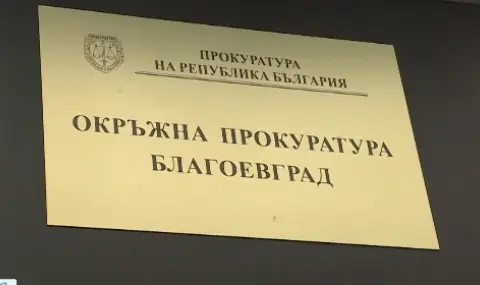 ПРОКУРАТУРА
НА РЕПУБЛИКА БЪЛГАРИЯ
ОКРЪЖНА ПРОКУРАТУРА
БЛАГОЕВГРАД